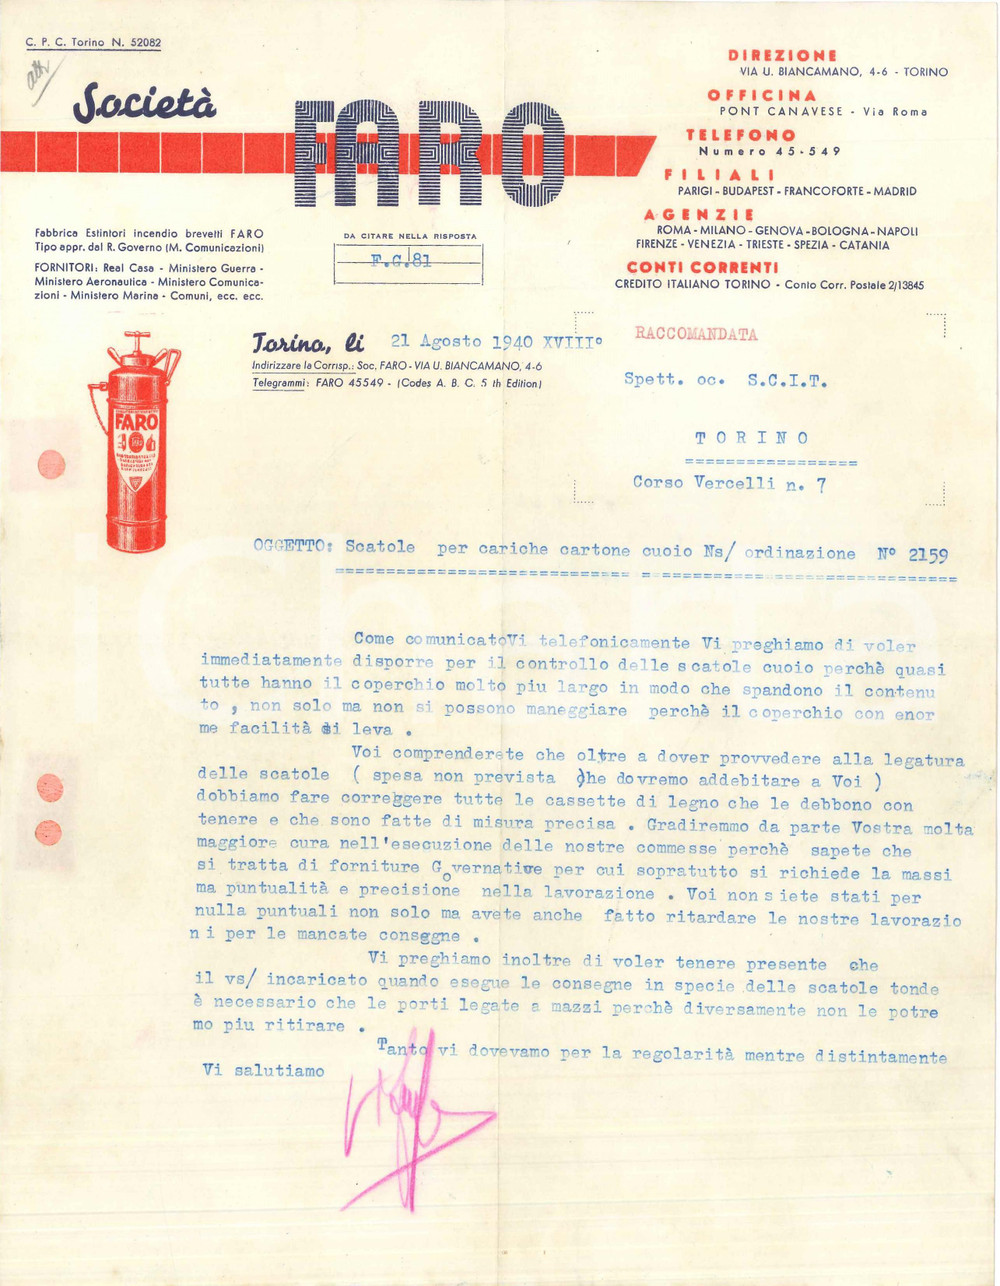 C. P. C. Torino N. 52082
Società
FARO
DIREZIONE
VIA U. BIANCAMANO, 4-6 - TORINO
OFFICINA
PONT CANAVESE - Via Roma
TELEFONO
Numero 45-549
FILIALI
PARIGI - BUDAPEST - FRANCOFORTE - MADRID
AGENZIE
ROMA - MILANO - GENOVA - BOLOGNA - NAPOLI
FIRENZE - VENEZIA - TRIESTE - SPEZIA - CATANIA
CONTI CORRENTI
CREDITO ITALIANO TORINO - Conto Corr. Postale 2/13845
Fabbrica Estintori incendio brevetti FARO
Tipo appr. dal R. Governo (M. Comunicazioni)
FORNITORI: Real Casa - Ministero Guerra -
Ministero Aeronautica - Ministero Comunica-
zioni - Ministero Marina - Comuni, ecc. ecc.
DA CITARE NELLA RISPOSTA
F.G/81
FARO
Torino, li 21 Agosto 1940 XVIII°
Indirizzare la Corrisp.: Soc. FARO - VIA U. BIANCAMANO, 4-6
Telegrammi: FARO 45549 - (Codes A. B. C. 5 th Edition)
RACCOMANDATA
Spett. oc. S.C.I.T.
TORINO
=================
Corso Vercelli n. 7
OGGETTO: Scatole per cariche cartone cuoio Ns/ ordinazione N° 2159
Come comunicatoVi telefonicamente Vi preghiamo di voler
immediatamente disporre per il controllo delle scatole cuoio perchè quasi
tutte hanno il coperchio molto piu largo in modo che spandono il contenu
to , non solo ma non si possono maneggiare perchè il coperchio con enor
me facilità si leva .
Voi comprenderete che oltre a dover provvedere alla legatura
delle scatole ( spesa non prevista che dovremo addebitare a Voi )
dobbiamo fare correggere tutte le cassette di legno che le debbono con
tenere e che sono fatte di misura precisa . Gradiremmo da parte Vostra molta
maggiore cura nell'esecuzione delle nostre commesse perchè sapete che
si tratta di forniture Governative per cui sopratutto si richiede la massi
ma puntualità e precisione nella lavorazione . Voi non siete stati per
nulla puntuali non solo ma avete anche fatto ritardare le nostre lavorazio
ni per le mancate consegne .
Vi preghiamo inoltre di voler tenere presente che
il vs/ incaricato quando esegue le consegne in specie delle scatole tonde
è necessario che le porti legate a mazzi perchè diversamente non le potre
mo piu ritirare .
Tanto vi dovevamo per la regolarità mentre distintamente
Vi salutiamo